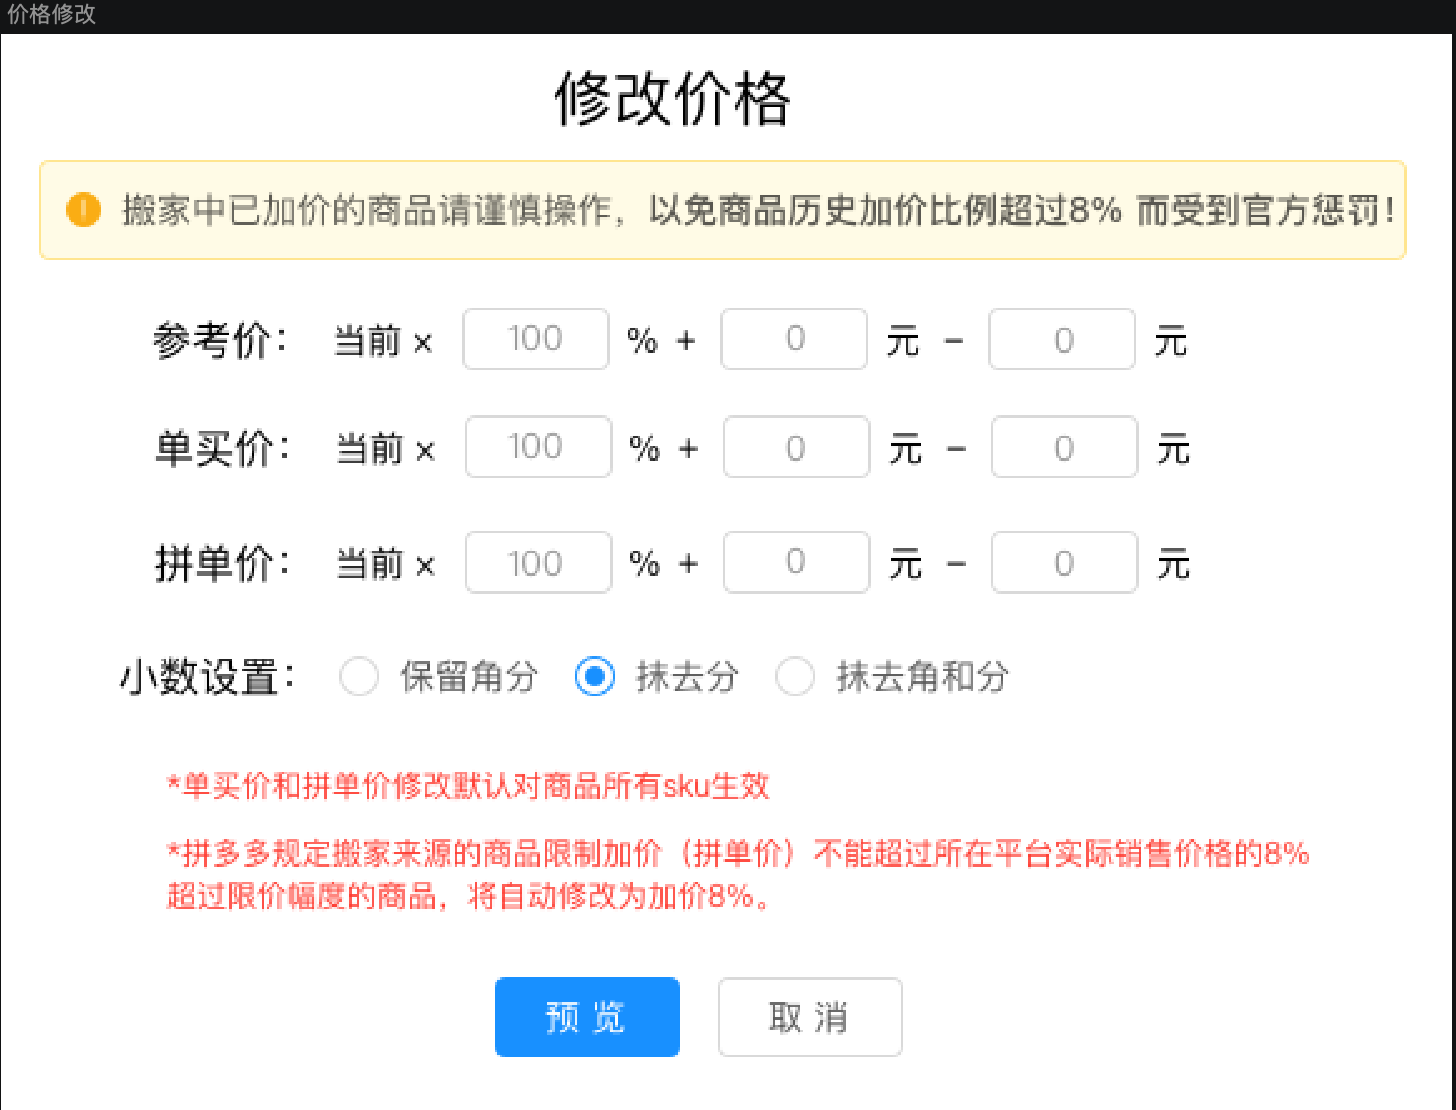 价格修改
修改价格
搬家中已加价的商品请谨慎操作，以免商品历史加价比例超过8% 而受到官方惩罚！
参考价： 当前 × 100 % + 0 元 - 0 元
单买价： 当前 × 100 % + 0 元 - 0 元
拼单价： 当前 × 100 % + 0 元 - 0 元
小数设置： 保留角分 抹去分 抹去角和分
*单买价和拼单价修改默认对商品所有sku生效
*拼多多规定搬家来源的商品限制加价（拼单价）不能超过所在平台实际销售价格的8%
超过限价幅度的商品，将自动修改为加价8%。
预 览 取 消